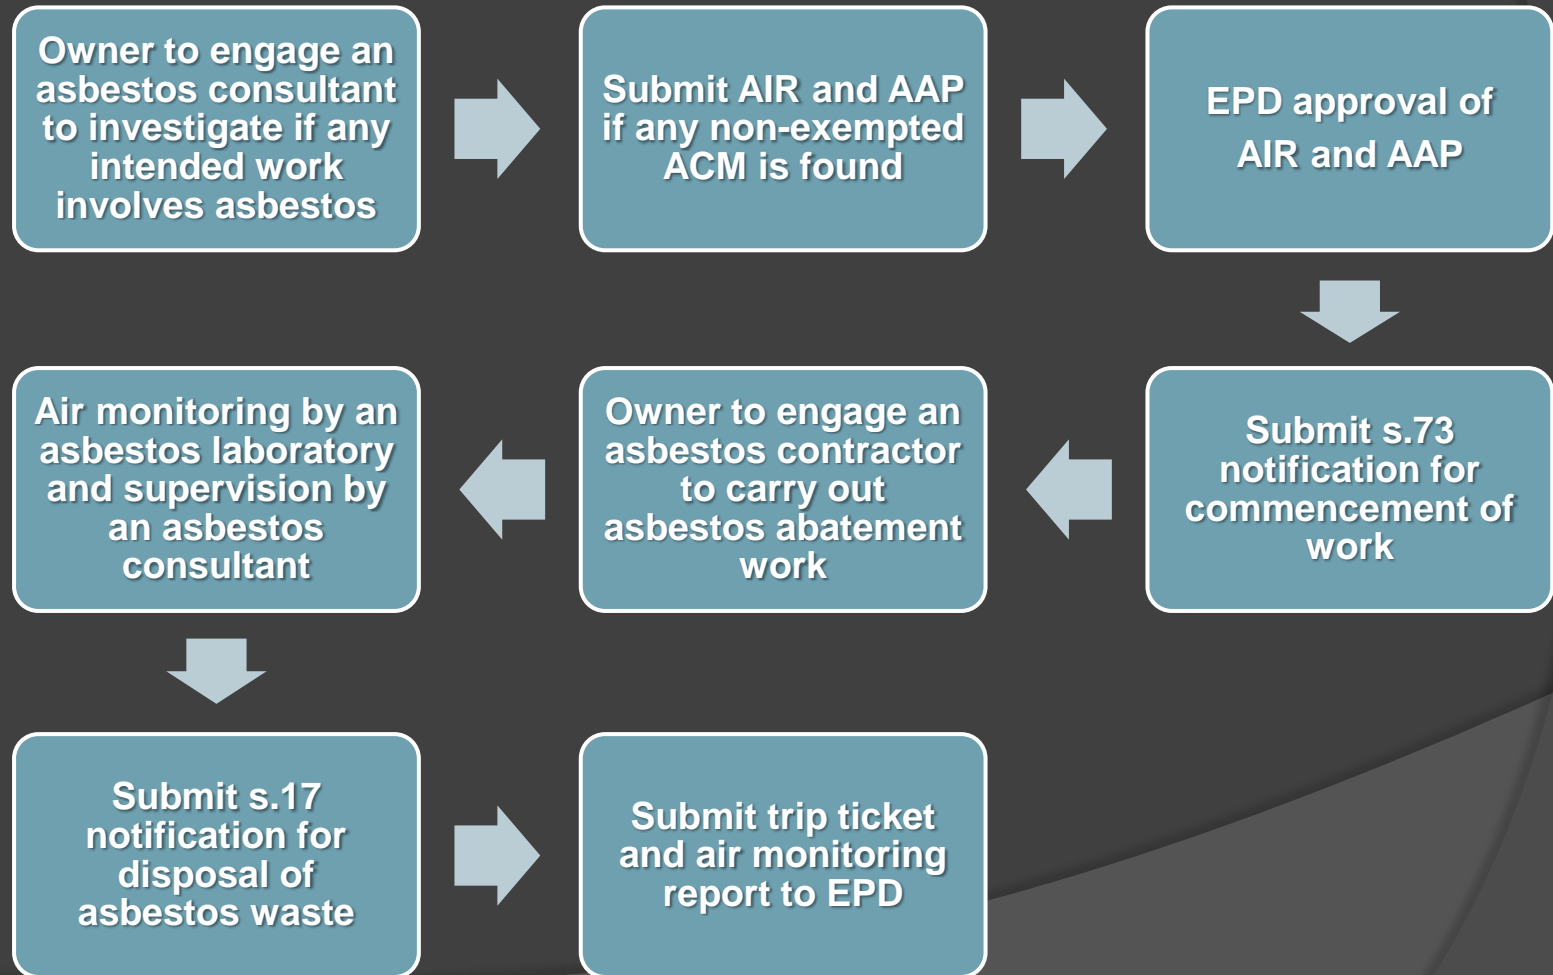 Owner to engage an
asbestos consultant
to investigate if any
intended work
involves asbestos
Submit AIR and AAP
if any non-exempted
ACM is found
EPD approval of
AIR and AAP
Submit s.73
notification for
commencement of
work
Owner to engage an
asbestos contractor
to carry out
asbestos abatement
work
Air monitoring by an
asbestos laboratory
and supervision by
an asbestos
consultant
Submit s.17
notification for
disposal of
asbestos waste
Submit trip ticket
and air monitoring
report to EPD